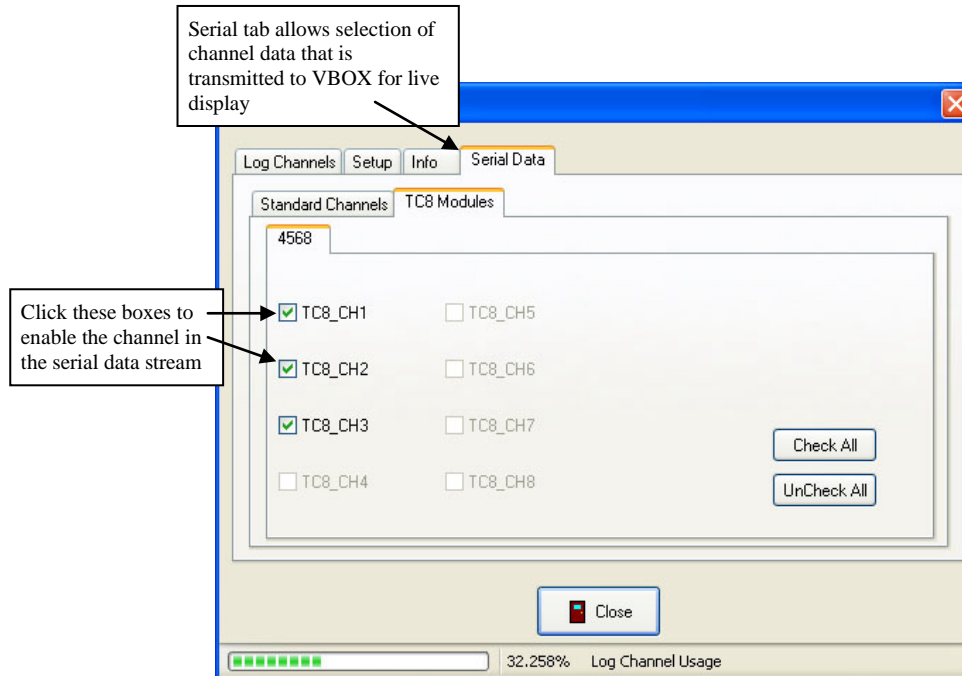 Serial tab allows selection of
channel data that is
transmitted to VBOX for live
display
Log Channels
Setup
Info
Serial Data
Standard Channels
TC8 Modules
4568
Click these boxes to
enable the channel in
the serial data stream
TC8_CH1
TC8_CH5
TC8_CH2
TC8_CH6
TC8_CH3
TC8_CH7
TC8_CH4
TC8_CH8
Check All
UnCheck All
Close
32.258% Log Channel Usage